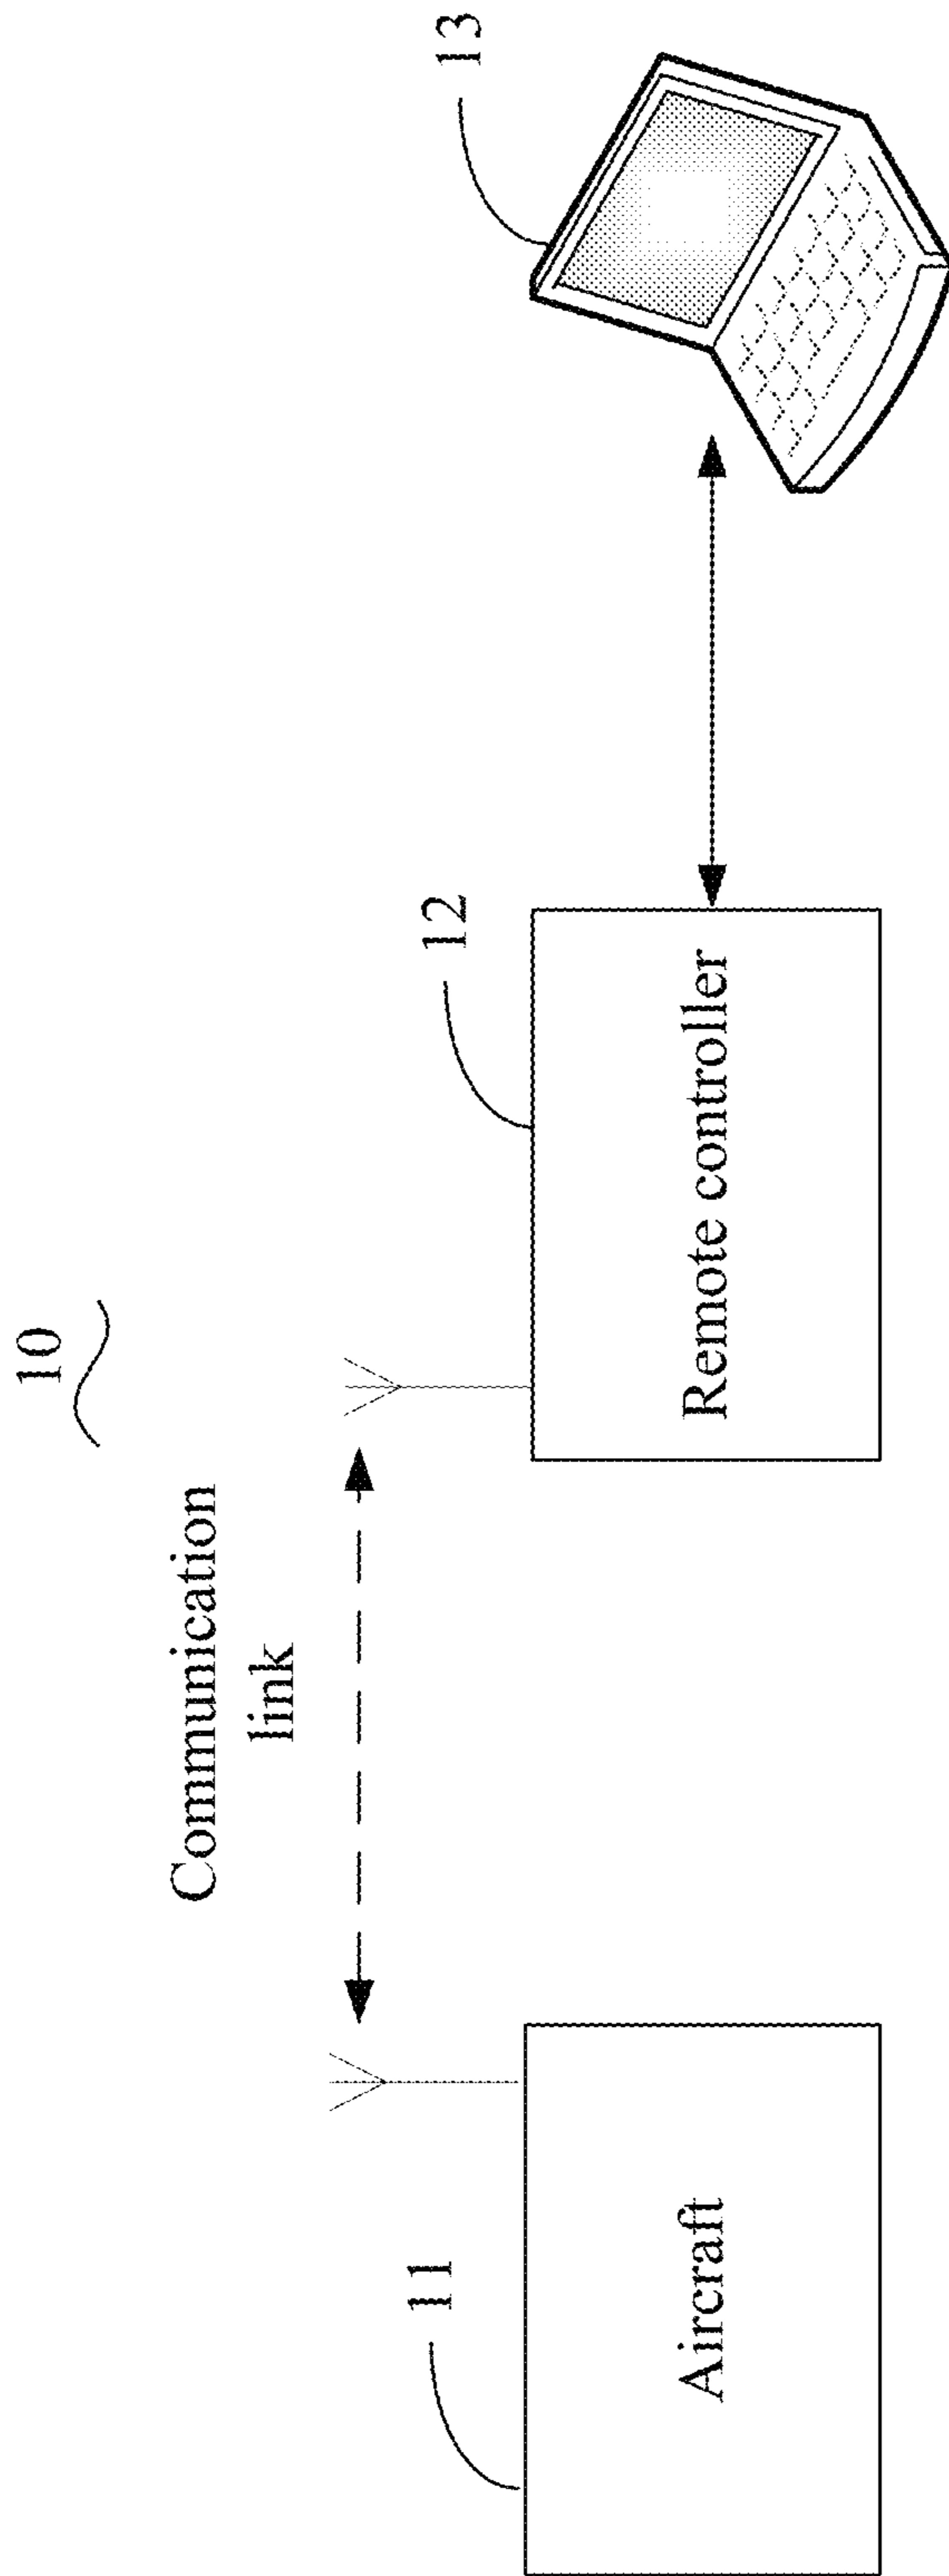 10
Communication
link
11
12
13
Aircraft
Remote controller